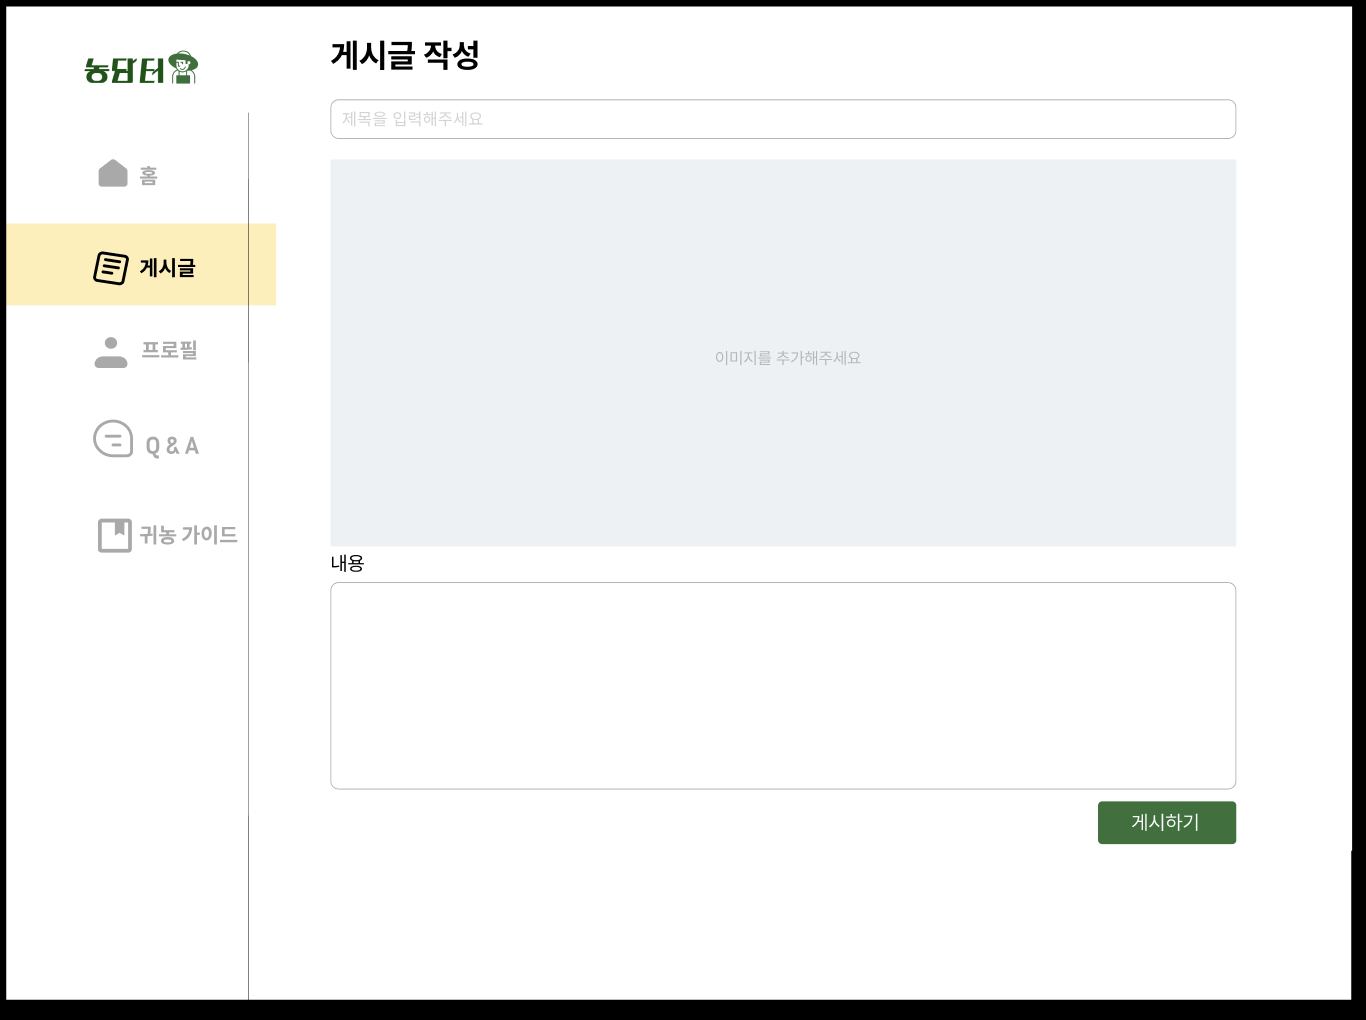 농담터
홈
게시글
프로필
Q & A
귀농 가이드
게시글 작성
제목을 입력해주세요
이미지를 추가해주세요
내용
게시하기